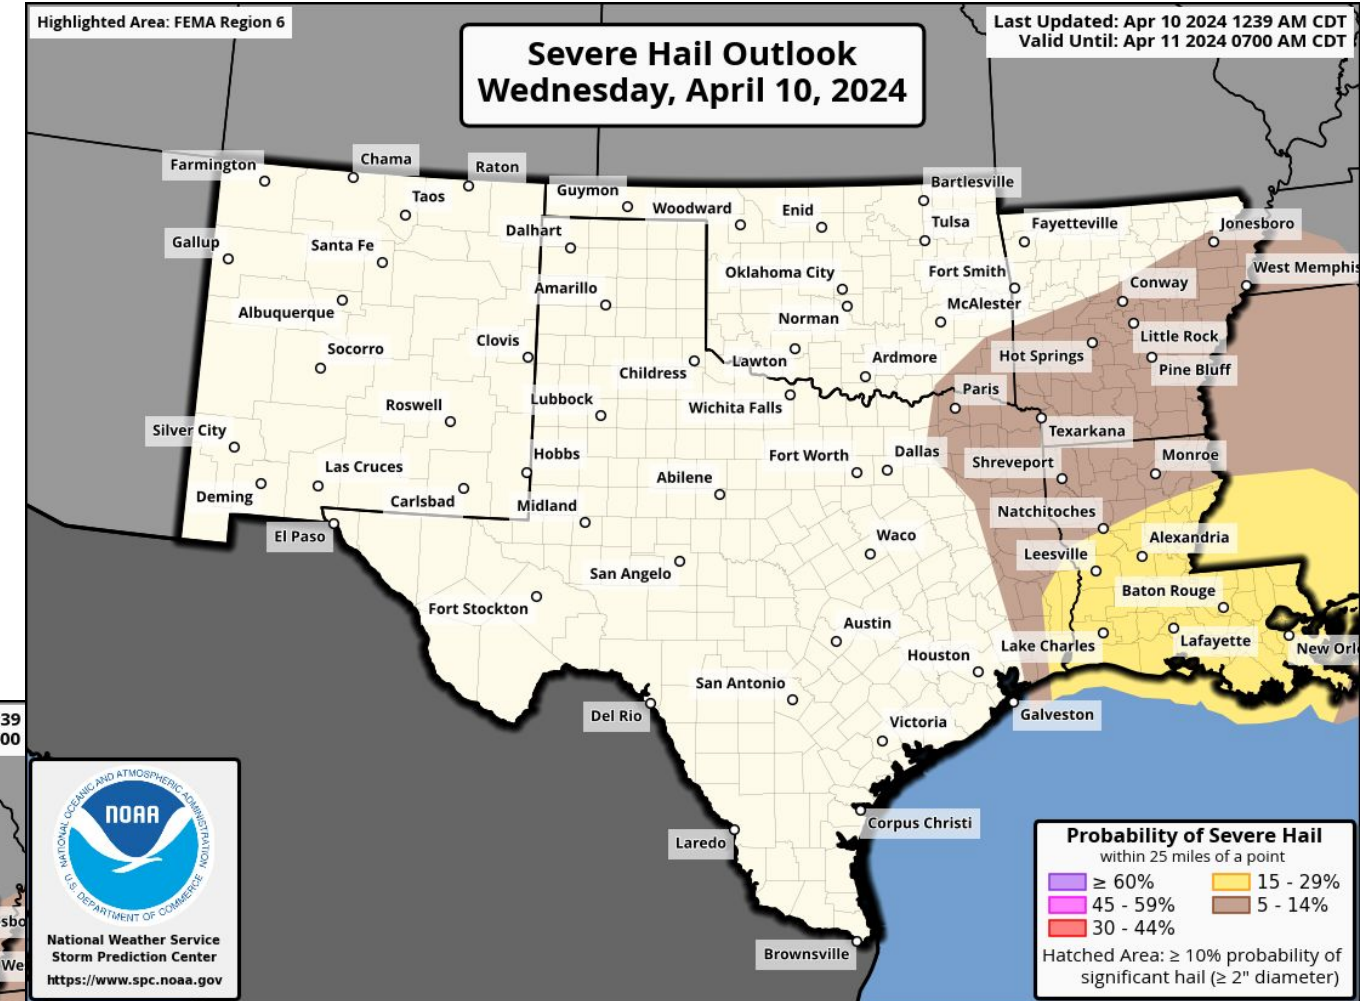 Highlighted Area: FEMA Region 6
Last Updated: Apr 10 2024 1239 AM CDT
Valid Until: Apr 11 2024 0700 AM CDT
Severe Hail Outlook
Wednesday, April 10, 2024
Farmington
Chama
Raton
Taos
Guymon
Woodward
Enid
Bartlesville
Tulsa
Fayetteville
Jonesboro
Gallup
Santa Fe
Dalhart
Oklahoma City
Fort Smith
West Memphis
Amarillo
Conway
Albuquerque
Norman
McAlester
Little Rock
Socorro
Clovis
Childress
Lawton
Ardmore
Hot Springs
Pine Bluff
Roswell
Lubbock
Wichita Falls
Paris
Texarkana
Silver City
Hobbs
Fort Worth
Dallas
Shreveport
Monroe
Las Cruces
Abilene
Deming
Carlsbad
Midland
Natchitoches
El Paso
Waco
Leesville
Alexandria
San Angelo
Baton Rouge
Fort Stockton
Austin
Houston
Lake Charles
Lafayette
New Orl
San Antonio
Del Rio
Victoria
Galveston
Corpus Christi
Laredo
Brownsville
39
00
sbo
We
NATIONAL OCEANIC AND ATMOSPHERIC ADMINISTRATION
NOAA
U.S. DEPARTMENT OF COMMERCE
National Weather Service
Storm Prediction Center
https://www.spc.noaa.gov
Probability of Severe Hail
within 25 miles of a point
≥ 60% 15 - 29%
45 - 59% 5 - 14%
30 - 44%
Hatched Area: ≥ 10% probability of
significant hail (≥ 2" diameter)